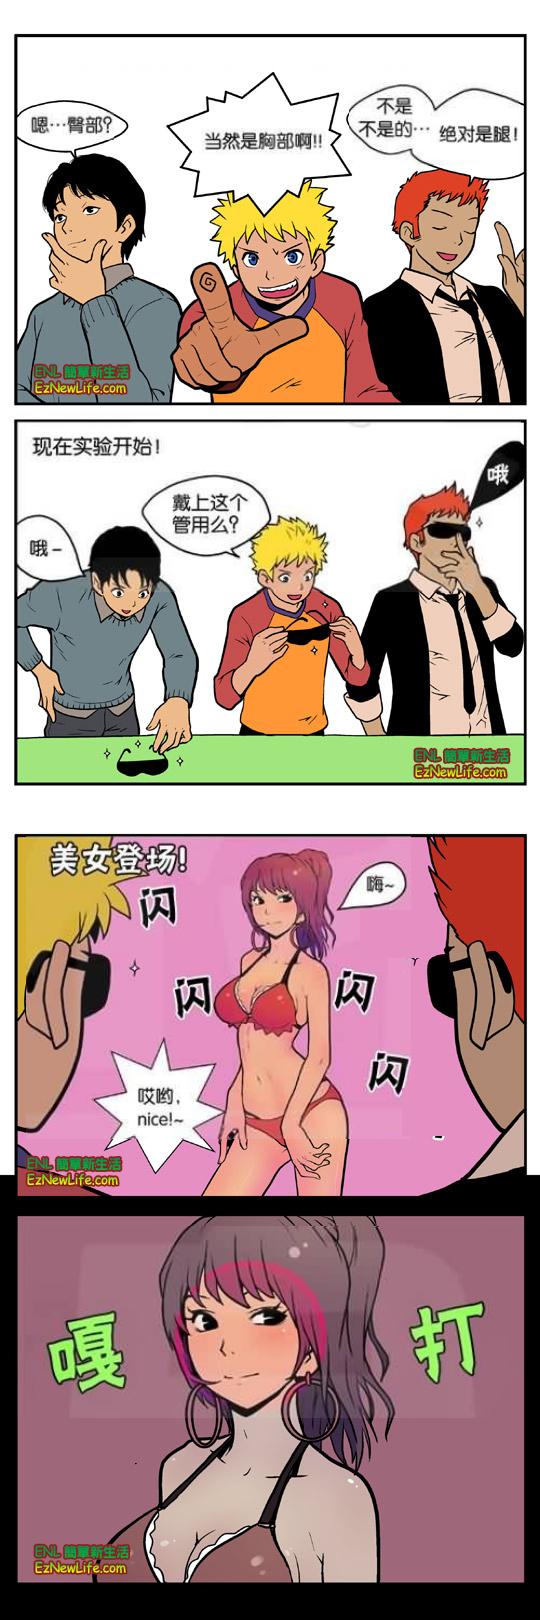 嗯…臀部？
当然是胸部啊!!
不是
不是的…
绝对是腿！
ENL 簡單新生活
EzNewLife.com
现在实验开始！
哦～
戴上这个
管用么？
哦
ENL 簡單新生活
EzNewLife.com
美女登场!
嗨~
闪
闪
闪
闪
哎哟，
nice!~
ENL 簡單新生活
EzNewLife.com
嘎
打
ENL 簡單新生活
EzNewLife.com